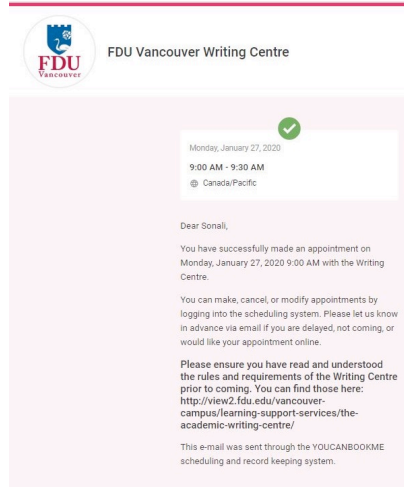 FDU
Vancouver
FDU Vancouver Writing Centre
Monday, January 27, 2020
9:00 AM - 9:30 AM
Canada/Pacific
Dear Sonali,
You have successfully made an appointment on
Monday, January 27, 2020 9:00 AM with the Writing
Centre.
You can make, cancel, or modify appointments by
logging into the scheduling system. Please let us know
in advance via email if you are delayed, not coming, or
would like your appointment online.
Please ensure you have read and understood
the rules and requirements of the Writing Centre
prior to coming. You can find those here:
http://view2.fdu.edu/vancouver-
campus/learning-support-services/the-
academic-writing-centre/
This e-mail was sent through the YOUCANBOOKME
scheduling and record keeping system.